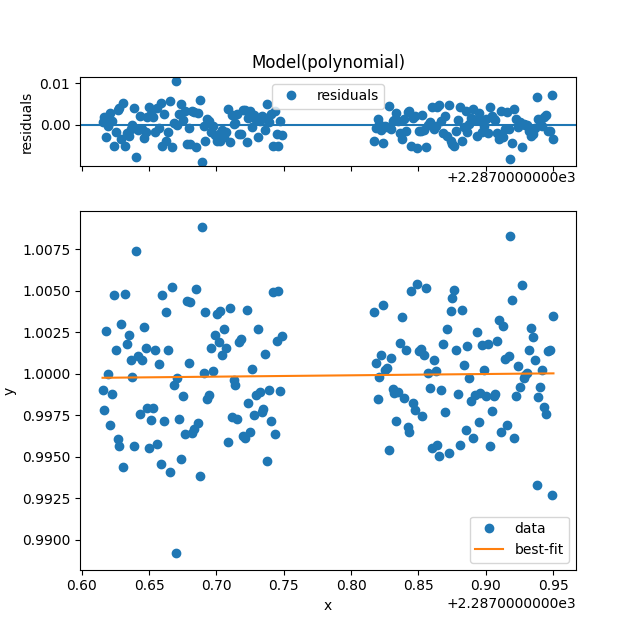 Model(polynomial)
0.01
0.00
residuals
residuals
+2.2870000000e3
1.0075
1.0050
1.0025
1.0000
0.9975
0.9950
0.9925
0.9900
y
data
best-fit
0.60 0.65 0.70 0.75 0.80 0.85 0.90 0.95
x
+2.2870000000e3